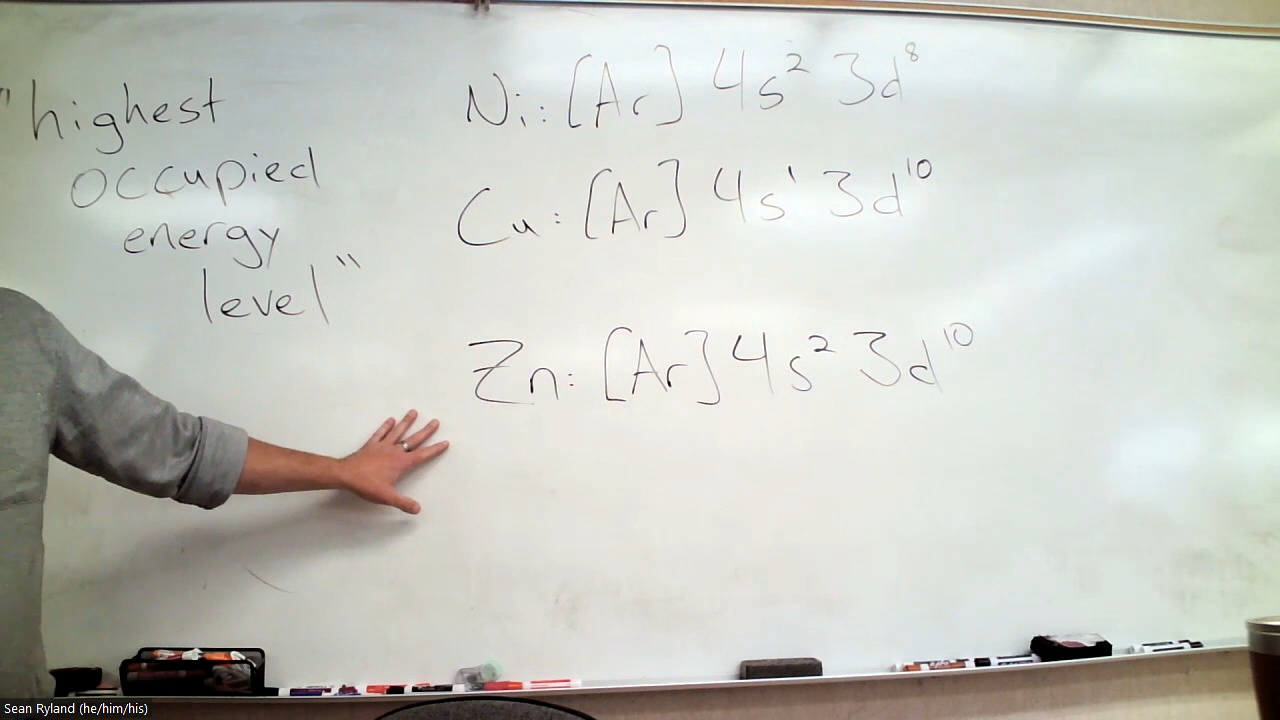 "highest
occupied
energy
level"
Ni: [Ar] 4s² 3d⁸
Cu: [Ar] 4s¹ 3d¹⁰
Zn: [Ar] 4s² 3d¹⁰
Sean Ryland (he/him/his)